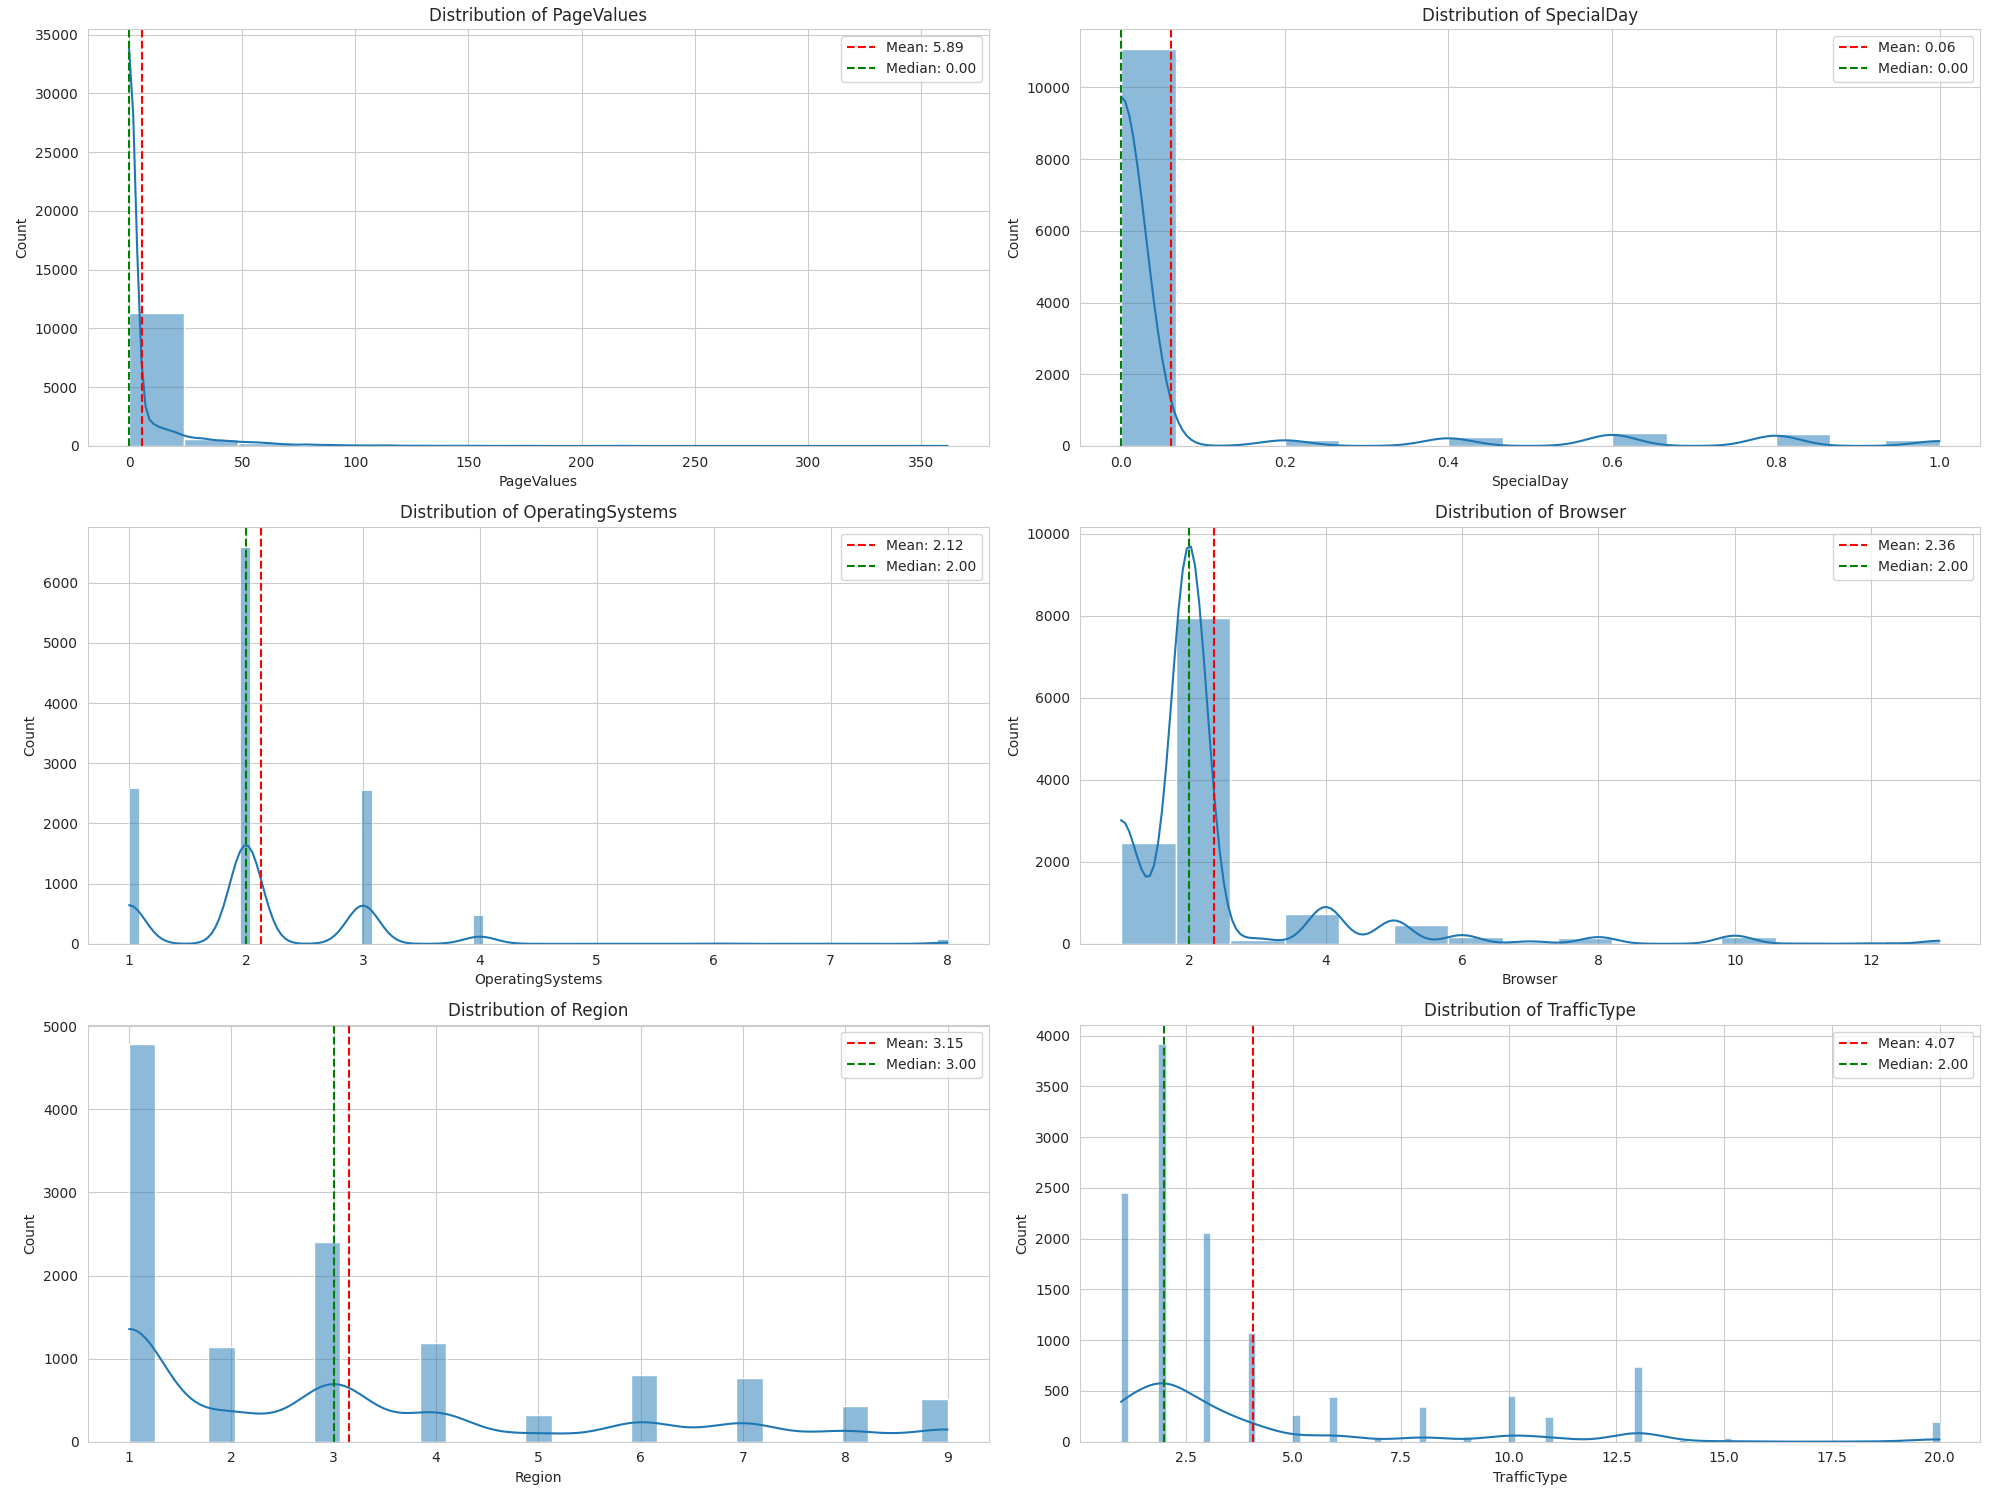 Distribution of PageValues
Mean: 5.89
Median: 0.00
Count
35000
30000
25000
20000
15000
10000
5000
0
0 50 100 150 200 250 300 350
PageValues
Distribution of SpecialDay
Mean: 0.06
Median: 0.00
Count
10000
8000
6000
4000
2000
0
0.0 0.2 0.4 0.6 0.8 1.0
SpecialDay
Distribution of OperatingSystems
Mean: 2.12
Median: 2.00
Count
6000
5000
4000
3000
2000
1000
0
1 2 3 4 5 6 7 8
OperatingSystems
Distribution of Browser
Mean: 2.36
Median: 2.00
Count
10000
8000
6000
4000
2000
0
2 4 6 8 10 12
Browser
Distribution of Region
Mean: 3.15
Median: 3.00
Count
5000
4000
3000
2000
1000
0
1 2 3 4 5 6 7 8 9
Region
Distribution of TrafficType
Mean: 4.07
Median: 2.00
Count
4000
3500
3000
2500
2000
1500
1000
500
0
2.5 5.0 7.5 10.0 12.5 15.0 17.5 20.0
TrafficType